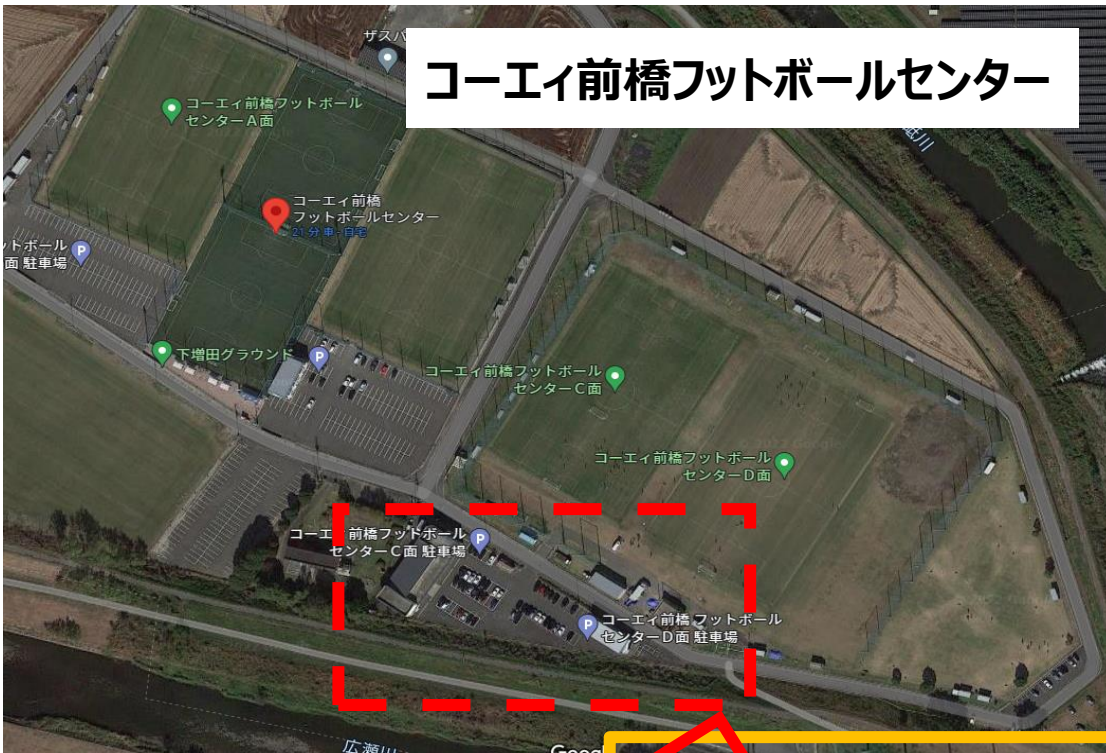 ザスパ
コーエィ前橋フットボールセンター
コーエィ前橋フットボール
センターA面
コーエィ前橋
フットボールセンター
21分 車-自宅
ットボール
面 駐車場
P
下増田グラウンド
P
コーエィ前橋フットボール
センターC面
コーエィ前橋フットボール
センターD面
コーエィ前橋フットボール
センターC面 駐車場
P
P
コーエィ前橋フットボール
センターD面 駐車場
広瀬川
Googl